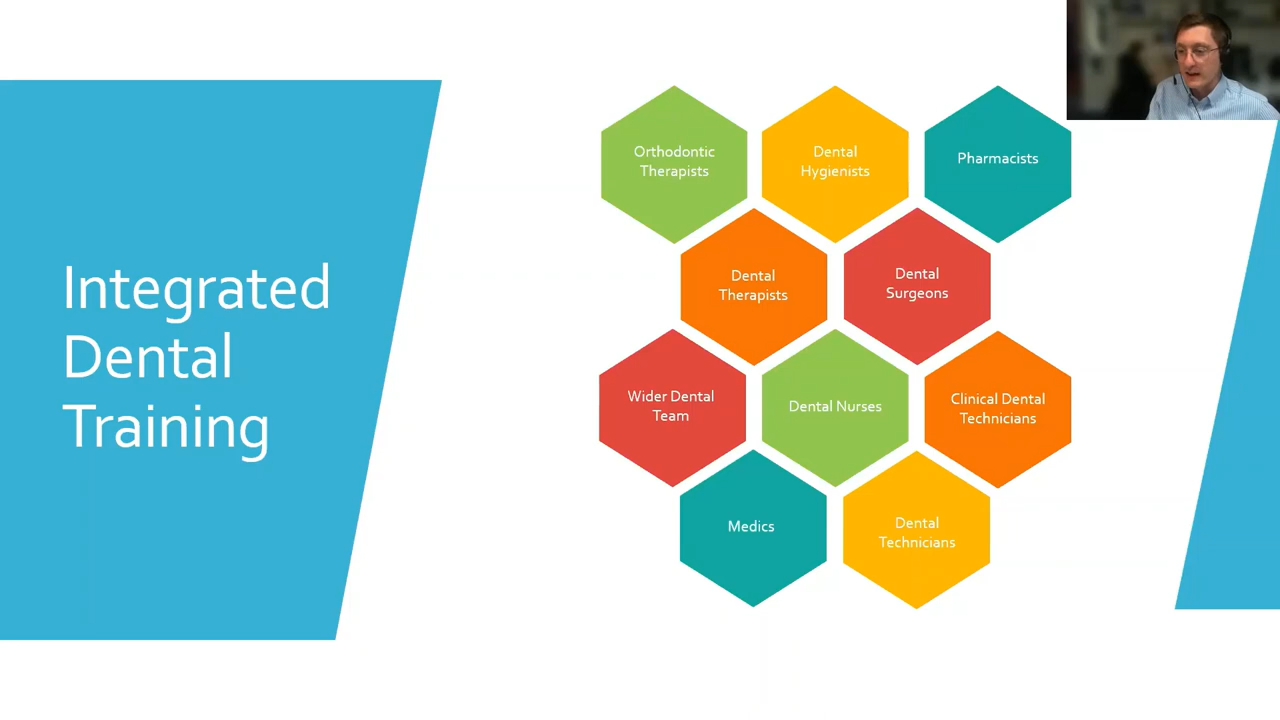 Integrated
Dental
Training
Orthodontic
Therapists
Dental
Hygienists
Pharmacists
Dental
Therapists
Dental
Surgeons
Wider Dental
Team
Dental Nurses
Clinical Dental
Technicians
Medics
Dental
Technicians